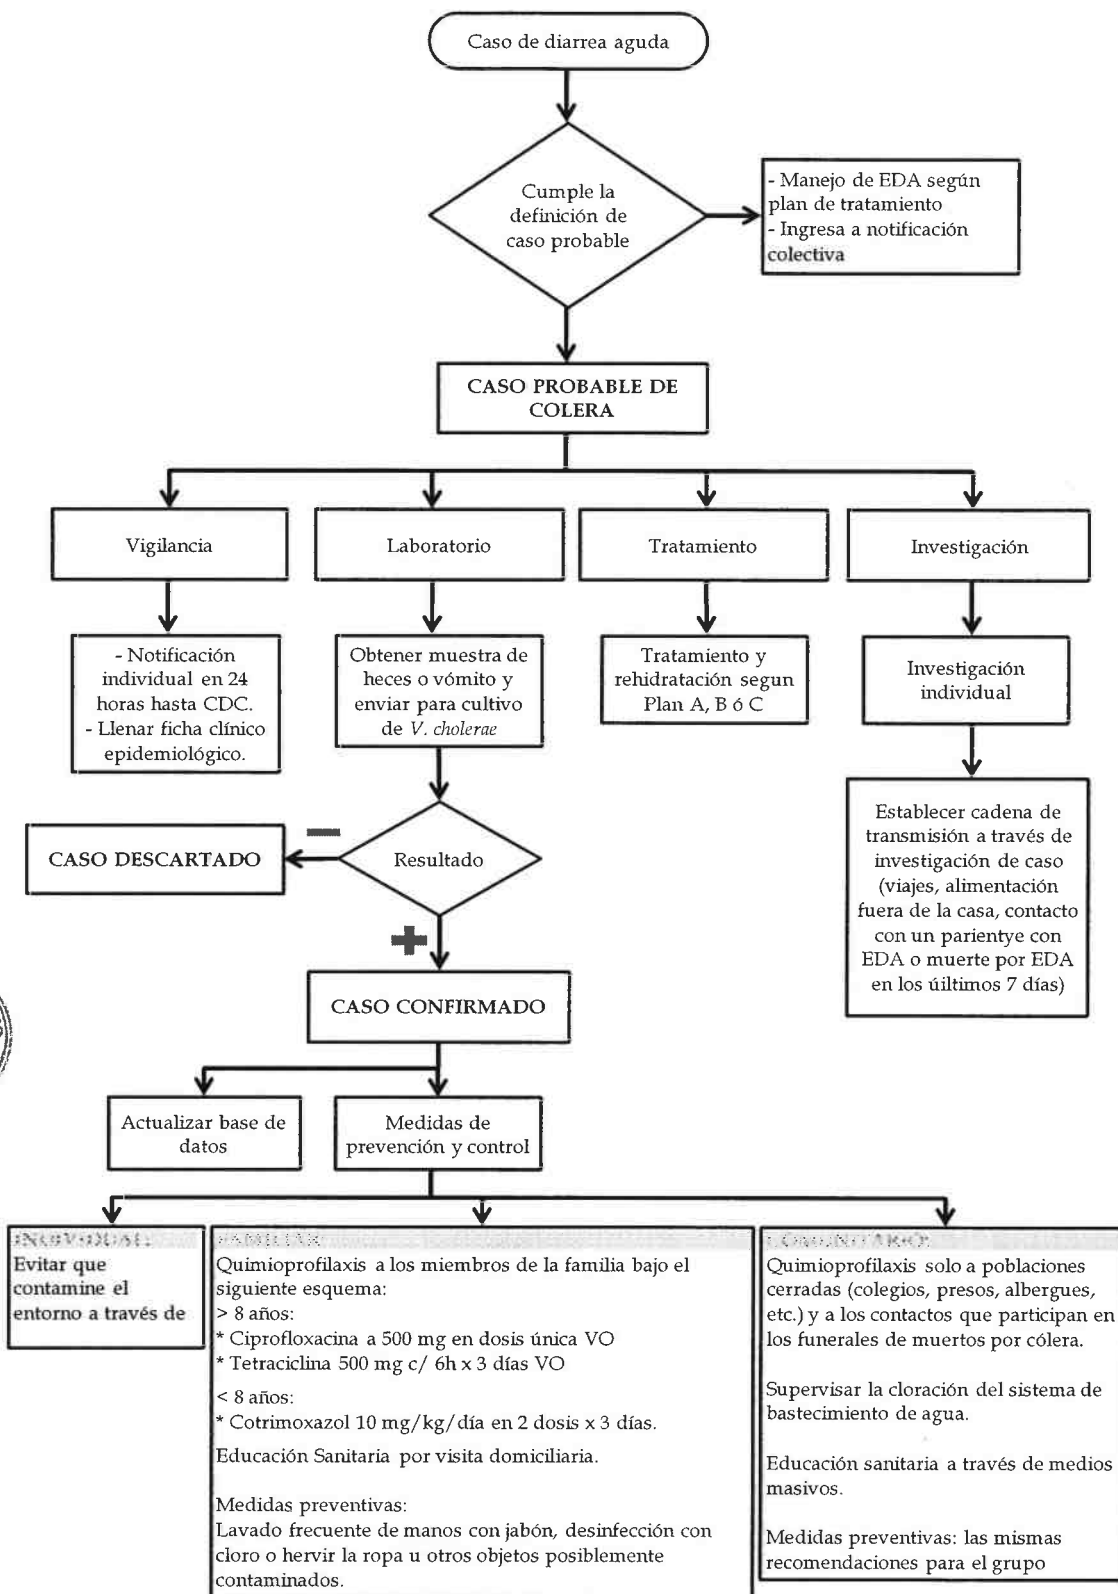 Caso de diarrea aguda
Cumple la
definición de
caso probable
- Manejo de EDA según
plan de tratamiento
- Ingresa a notificación
colectiva
CASO PROBABLE DE
COLERA
Vigilancia
Laboratorio
Tratamiento
Investigación
- Notificación
individual en 24
horas hasta CDC.
- Llenar ficha clínico
epidemiológico.
Obtener muestra de
heces o vómito y
enviar para cultivo
de V. cholerae
Tratamiento y
rehidratación segun
Plan A, B ó C
Investigación
individual
CASO DESCARTADO
Resultado
Establecer cadena de
transmisión a través de
investigación de caso
(viajes, alimentación
fuera de la casa, contacto
con un parientye con
EDA o muerte por EDA
en los úiltimos 7 días)
CASO CONFIRMADO
Actualizar base de
datos
Medidas de
prevención y control
INDIVIDUAL:
Evitar que
contamine el
entorno a través de
FAMILIAR:
Quimioprofilaxis a los miembros de la familia bajo el
siguiente esquema:
> 8 años:
* Ciprofloxacina a 500 mg en dosis única VO
* Tetraciclina 500 mg c/ 6h x 3 días VO
< 8 años:
* Cotrimoxazol 10 mg/kg/día en 2 dosis x 3 días.
Educación Sanitaria por visita domiciliaria.
Medidas preventivas:
Lavado frecuente de manos con jabón, desinfección con
cloro o hervir la ropa u otros objetos posiblemente
contaminados.
COMUNITARIO:
Quimioprofilaxis solo a poblaciones
cerradas (colegios, presos, albergues,
etc.) y a los contactos que participan en
los funerales de muertos por cólera.
Supervisar la cloración del sistema de
bastecimiento de agua.
Educación sanitaria a través de medios
masivos.
Medidas preventivas: las mismas
recomendaciones para el grupo